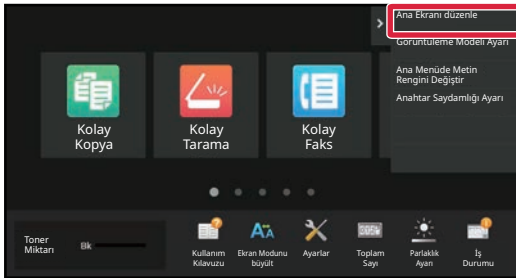 Ana Ekranı düzenle
Görüntüleme Modeli Ayarı
Ana Menüde Metin
Rengini Değiştir
Anahtar Saydamlığı Ayarı
Kolay
Kopya
Kolay
Tarama
Kolay
Faks
Toner
Miktarı
Bk
Kullanım
Kılavuzu
Ekran Modunu
büyült
Ayarlar
Toplam
Sayı
Parlaklık
Ayarı
İş
Durumu